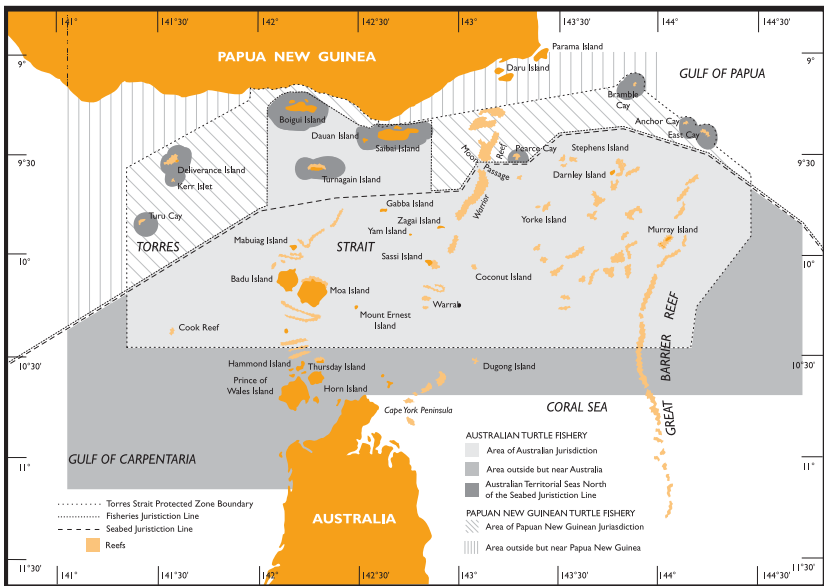 141°
141°30
142°
142°30
143°
143°30
144°
144°30
9°
9°
PAPUA NEW GUINEA
Parama Island
Daru Island
GULF OF PAPUA
Bramble
Cay
Boigui Island
Anchor Cay
East Cay
Dauan Island
Saibai Island
Moon
Passage
Reef
Warrior
Pearce Cay
Stephens Island
9°30
9°30
Deliverance Island
Kerr Islet
Turnagain Island
Darnley Island
Turu Cay
Gabba Island
Zagai Island
Yam Island
Yorke Island
Murray Island
TORRES
STRAIT
Mabuiag Island
10°
10°
Sassi Island
Badu Island
Moa Island
Coconut Island
Warrab
Mount Ernest
Island
Cook Reef
GREAT BARRIER REEF
10°30
10°30
Hammond Island
Thursday Island
Dugong Island
Prince of
Wales Island
Horn Island
Cape York Peninsula
CORAL SEA
GULF OF CARPENTARIA
11°
11°
AUSTRALIAN TURTLE FISHERY
Area of Australian Jurisdiction
Area outside but near Australia
Australian Territorial Seas North
of the Seabed Juristiction Line
Torres Strait Protected Zone Boundary
Fisheries Juristiction Line
Seabed Juristiction Line
Reefs
AUSTRALIA
PAPUAN NEW GUINEAN TURTLE FISHERY
Area of Papuan New Guinean Juriasdiction
Area outside but near Papua New Guinea
11°30
11°30
141°
141°30
142°
142°30
143°
143°30
144°
144°30